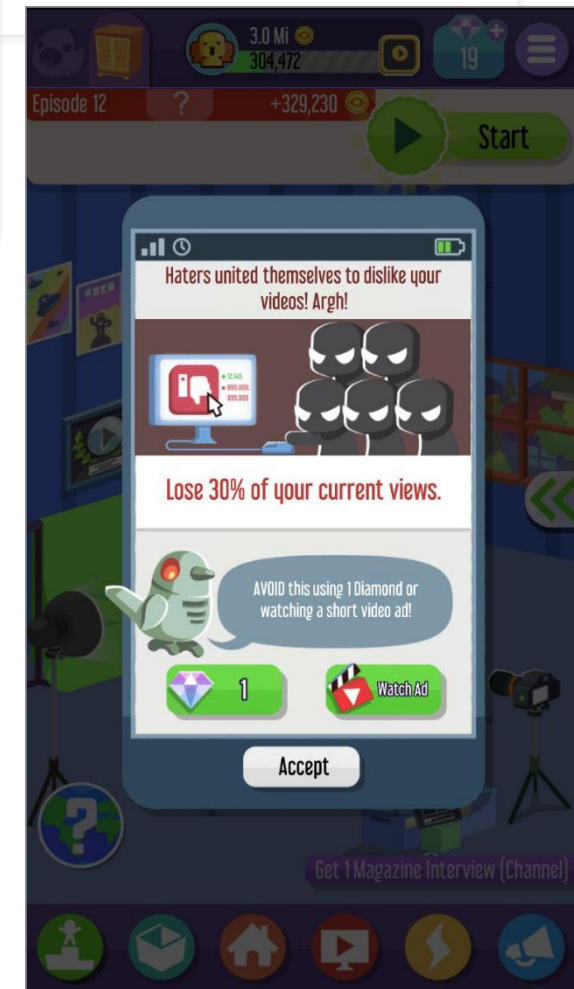 3.0 Mi
304,472
19
Episode 12
?
+329,230
Start
Haters united themselves to dislike your
videos! Argh!
Lose 30% of your current views.
AVOID this using 1 Diamond or
watching a short video ad!
1
Watch Ad
Accept
?
Get 1 Magazine Interview (Channel)